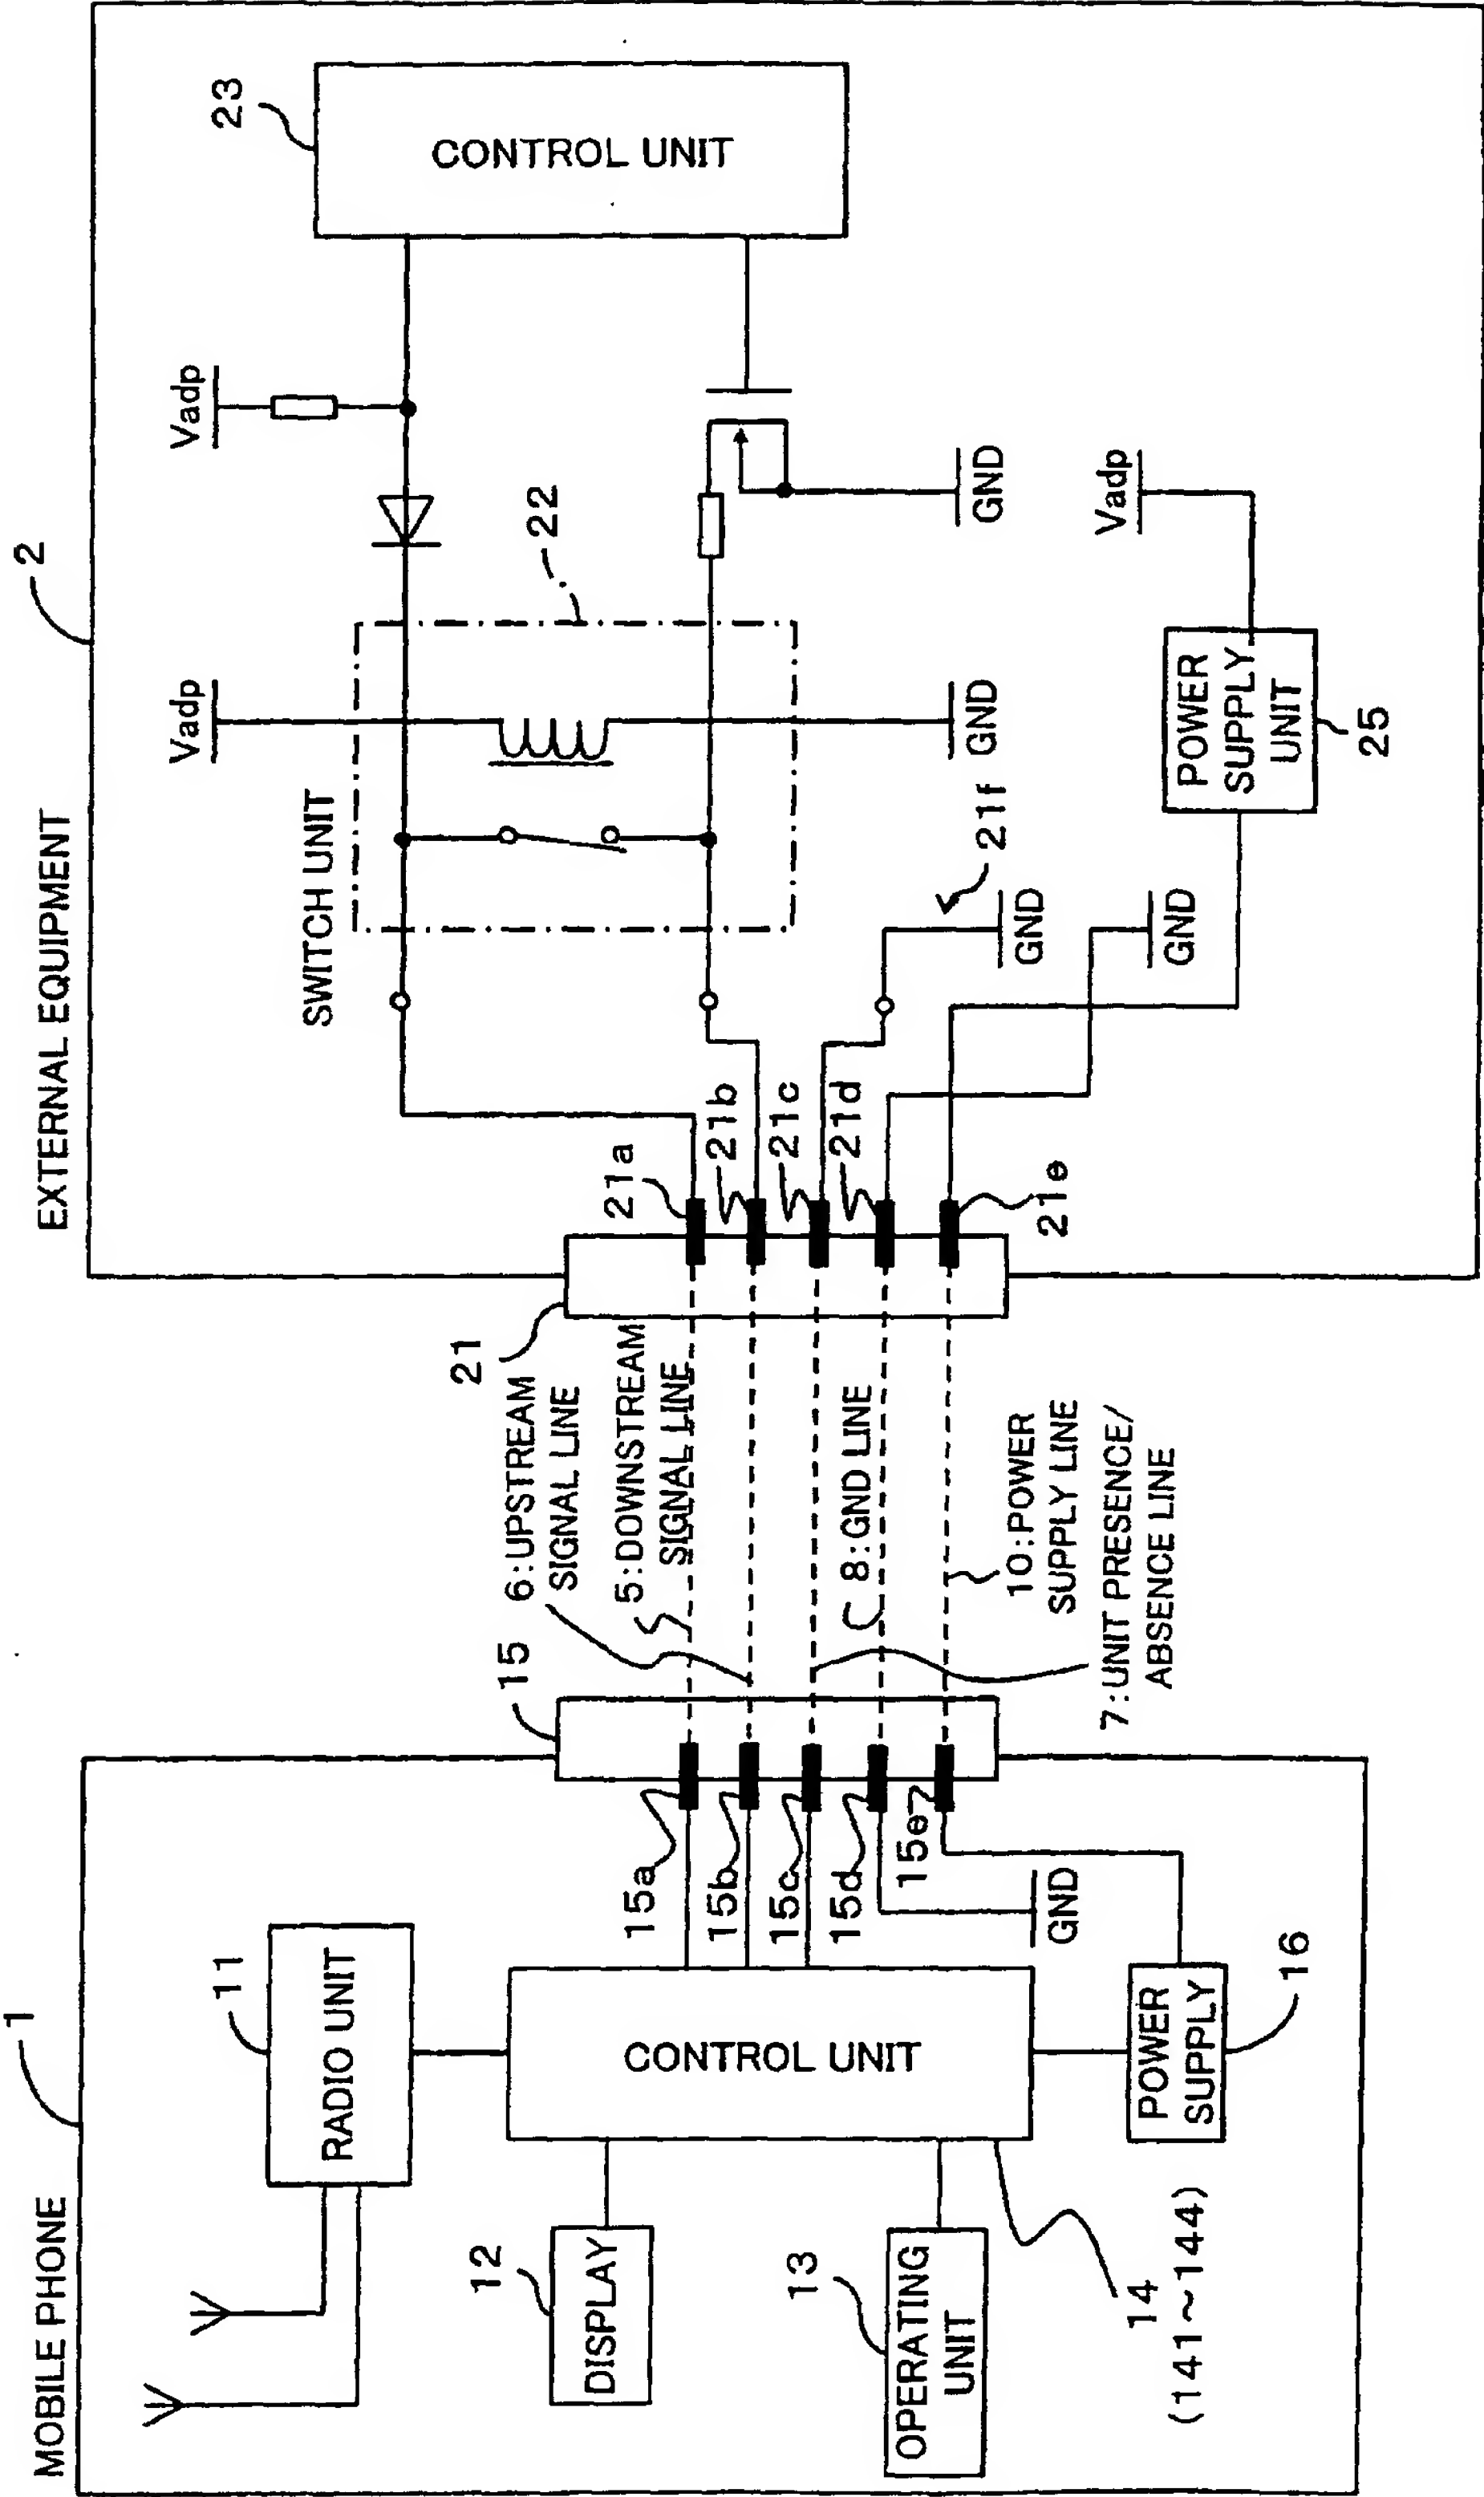 MOBILE PHONE
1
11
RADIO UNIT
12
DISPLAY
13
OPERATING
UNIT
CONTROL UNIT
14
(141~144)
POWER
SUPPLY
16
GND
15
15a
15b
15c
15d
15e
6:UPSTREAM
SIGNAL LINE
5:DOWNSTREAM
SIGNAL LINE
8:GND LINE
10:POWER
SUPPLY LINE
7:UNIT PRESENCE/
ABSENCE LINE
EXTERNAL EQUIPMENT
2
21
21a
21b
21c
21d
21e
21f
SWITCH UNIT
22
Vadp
GND
GND
GND
Vadp
GND
23
CONTROL UNIT
Vadp
POWER
SUPPLY
UNIT
25